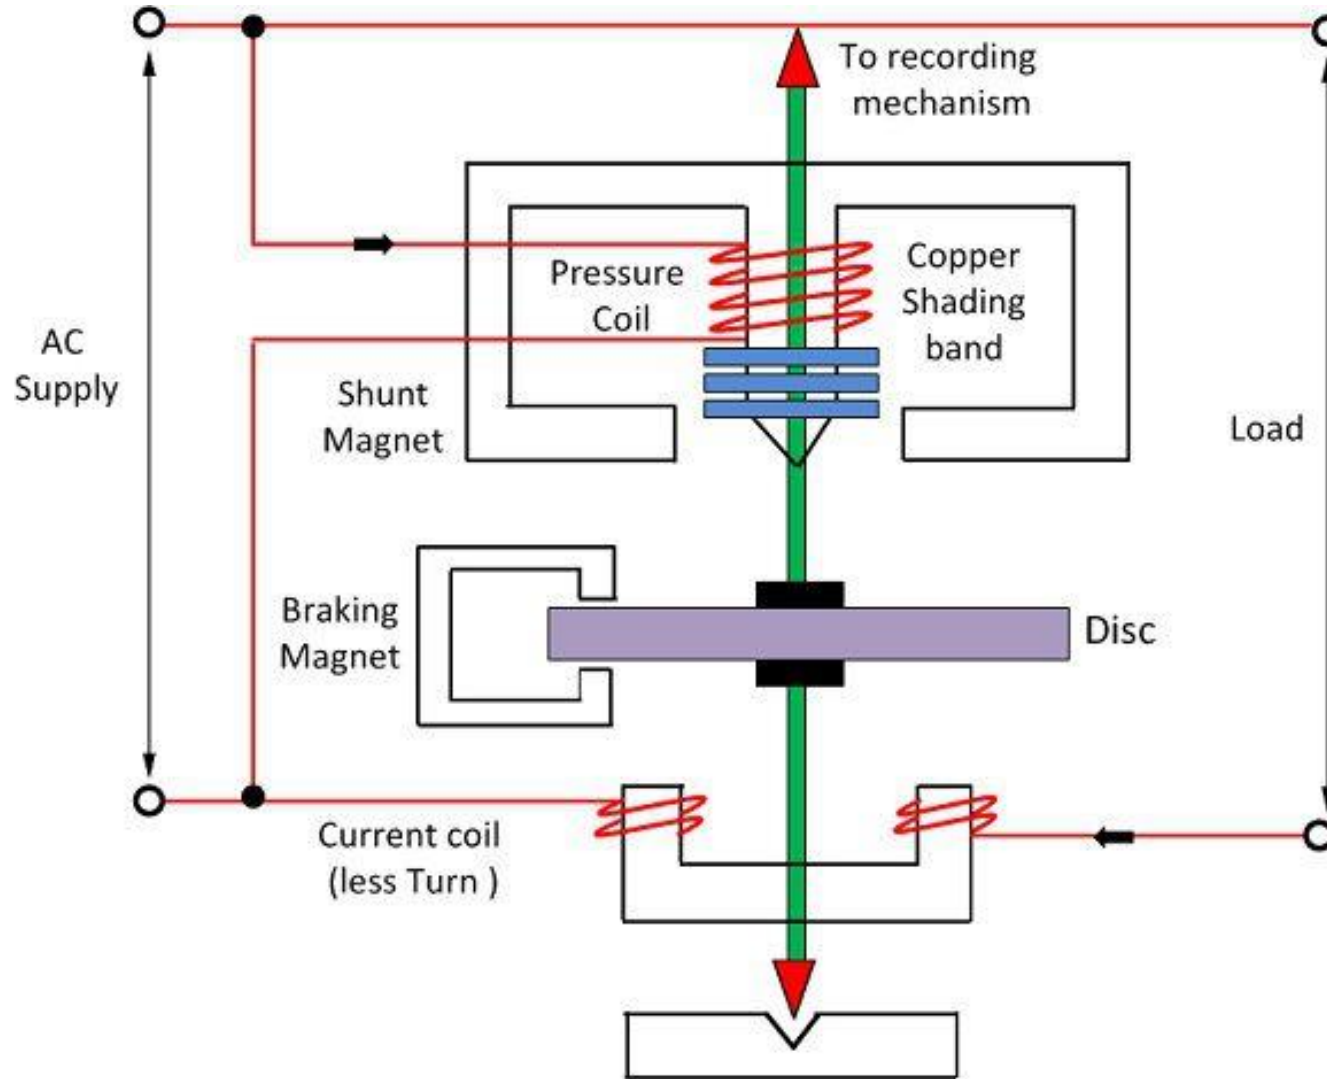 To recording
mechanism
Pressure
Coil
Copper
Shading
band
AC
Supply
Shunt
Magnet
Load
Braking
Magnet
Disc
Current coil
(less Turn )